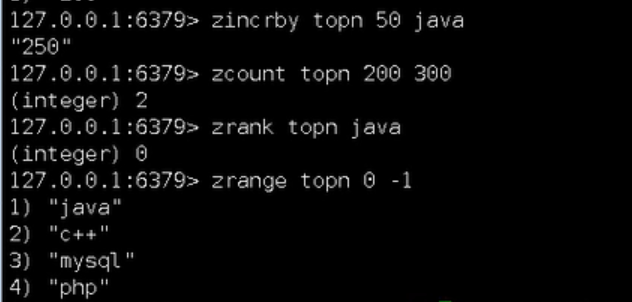 127.0.0.1:6379> zincrby topn 50 java
"250"
127.0.0.1:6379> zcount topn 200 300
(integer) 2
127.0.0.1:6379> zrank topn java
(integer) 0
127.0.0.1:6379> zrange topn 0 -1
1) "java"
2) "c++"
3) "mysql"
4) "php"